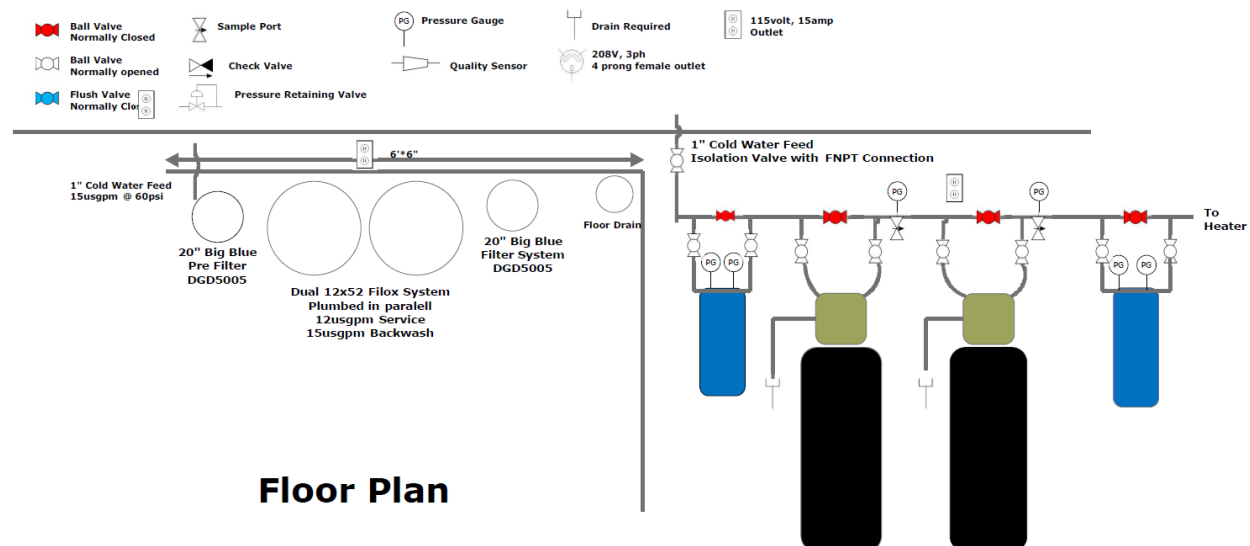 Ball Valve
Normally Closed
Sample Port
PG
Pressure Gauge
Drain Required
115volt, 15amp
Outlet
Ball Valve
Normally opened
Check Valve
Quality Sensor
208V, 3ph
4 prong female outlet
Flush Valve
Normally Clo
Pressure Retaining Valve
6'*6"
1" Cold Water Feed
15usgpm @ 60psi
20" Big Blue
Pre Filter
DGD5005
Dual 12x52 Filox System
Plumbed in paralell
12usgpm Service
15usgpm Backwash
20" Big Blue
Filter System
DGD5005
Floor Drain
Floor Plan
1" Cold Water Feed
Isolation Valve with FNPT Connection
PG
PG
To
Heater
PG
PG
PG
PG